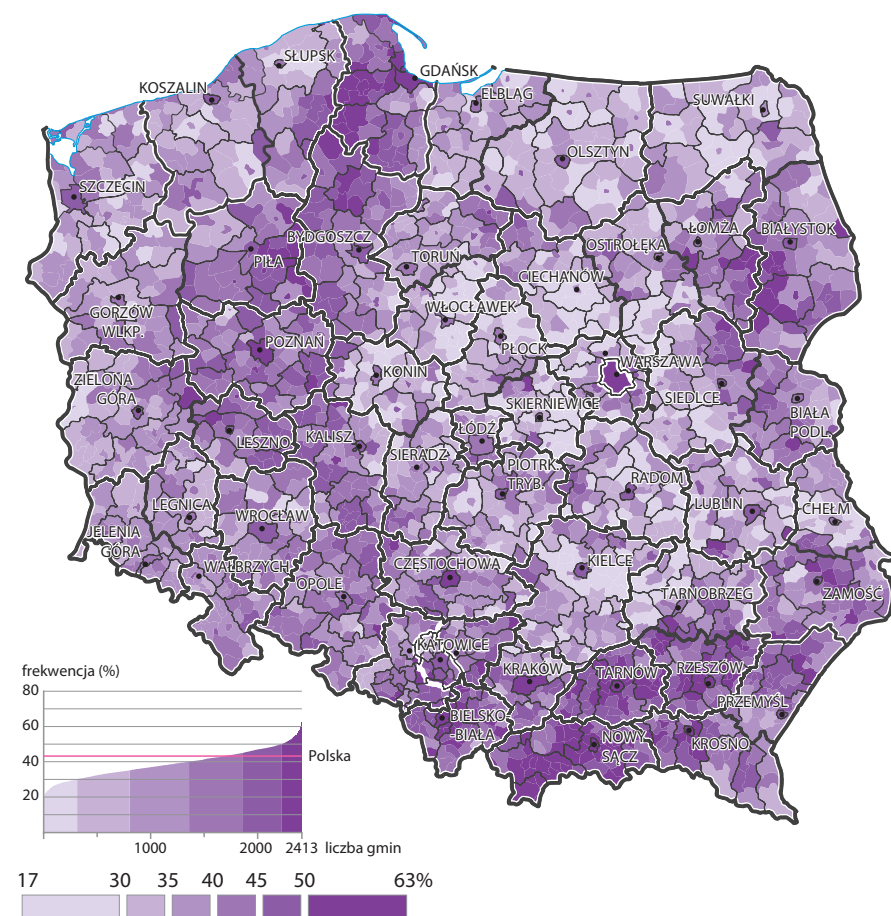 SŁUPSK
GDAŃSK
KOSZALIN
ELBLĄG
SUWAŁKI
OLSZTYN
SZCZECIN
BYDGOSZCZ
PIŁA
TORUŃ
OSTROŁĘKA
ŁOMŻA
BIAŁYSTOK
CIECHANÓW
GORZÓW
WLKP.
WŁOCŁAWEK
PŁOCK
POZNAŃ
KONIN
WARSZAWA
ZIELONA
GÓRA
SKIERNIEWICE
SIEDLCE
BIAŁA
PODL.
LESZNO
KALISZ
ŁÓDŹ
SIERADZ
PIOTRK.
TRYB.
RADOM
LUBLIN
CHEŁM
LEGNICA
WROCŁAW
JELENIA
GÓRA
WAŁBRZYCH
OPOLE
CZĘSTOCHOWA
KIELCE
TARNOBRZEG
ZAMOŚĆ
KATOWICE
KRAKÓW
TARNÓW
RZESZÓW
PRZEMYŚL
BIELSKO-
-BIAŁA
NOWY
SĄCZ
KROSNO
frekwencja (%)
80
60
40
20
Polska
1000 2000 2413 liczba gmin
17 30 35 40 45 50 63%